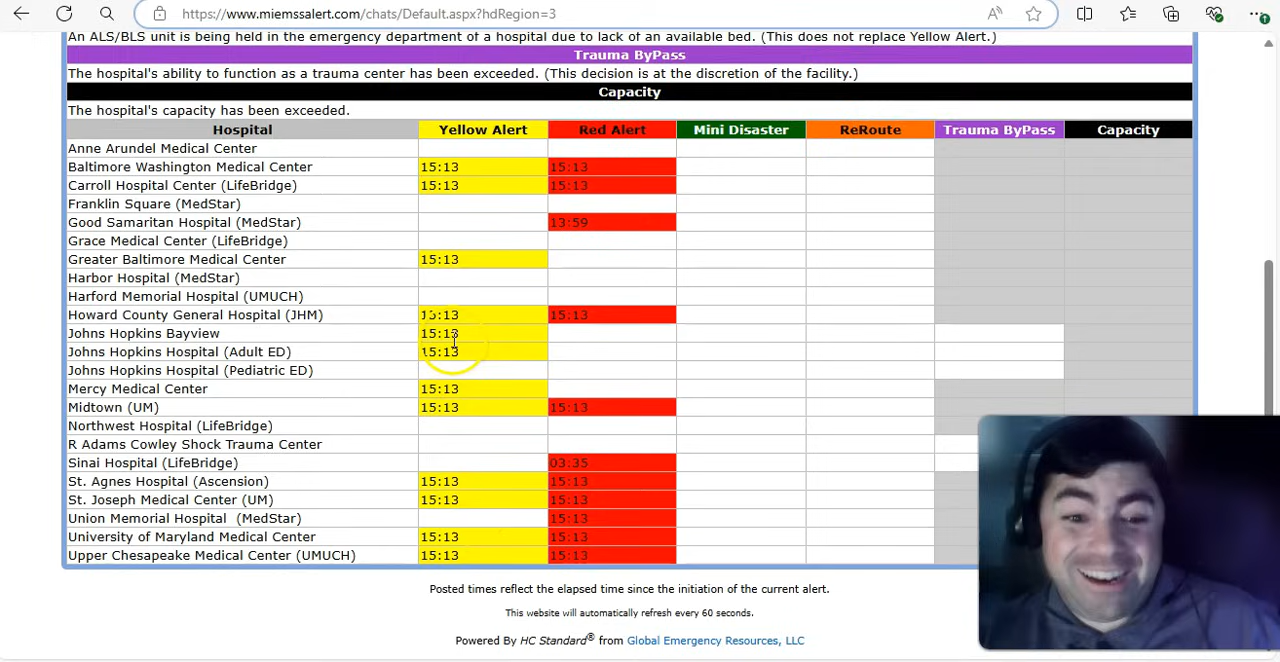 https://www.miemssalert.com/chats/Default.aspx?hdRegion=3
An ALS/BLS unit is being held in the emergency department of a hospital due to lack of an available bed. (This does not replace Yellow Alert.)
Trauma ByPass
The hospital's ability to function as a trauma center has been exceeded. (This decision is at the discretion of the facility.)
Capacity
The hospital's capacity has been exceeded.
Hospital Yellow Alert Red Alert Mini Disaster ReRoute Trauma ByPass Capacity
Anne Arundel Medical Center
Baltimore Washington Medical Center 15:13 15:13
Carroll Hospital Center (LifeBridge) 15:13 15:13
Franklin Square (MedStar)
Good Samaritan Hospital (MedStar) 13:59
Grace Medical Center (LifeBridge)
Greater Baltimore Medical Center 15:13
Harbor Hospital (MedStar)
Harford Memorial Hospital (UMUCH)
Howard County General Hospital (JHM) 15:13 15:13
Johns Hopkins Bayview 15:13
Johns Hopkins Hospital (Adult ED) 15:13
Johns Hopkins Hospital (Pediatric ED)
Mercy Medical Center 15:13
Midtown (UM) 15:13 15:13
Northwest Hospital (LifeBridge)
R Adams Cowley Shock Trauma Center
Sinai Hospital (LifeBridge) 03:35
St. Agnes Hospital (Ascension) 15:13 15:13
St. Joseph Medical Center (UM) 15:13 15:13
Union Memorial Hospital (MedStar) 15:13
University of Maryland Medical Center 15:13 15:13
Upper Chesapeake Medical Center (UMUCH) 15:13 15:13
Posted times reflect the elapsed time since the initiation of the current alert.
This website will automatically refresh every 60 seconds.
Powered By HC Standard® from Global Emergency Resources, LLC